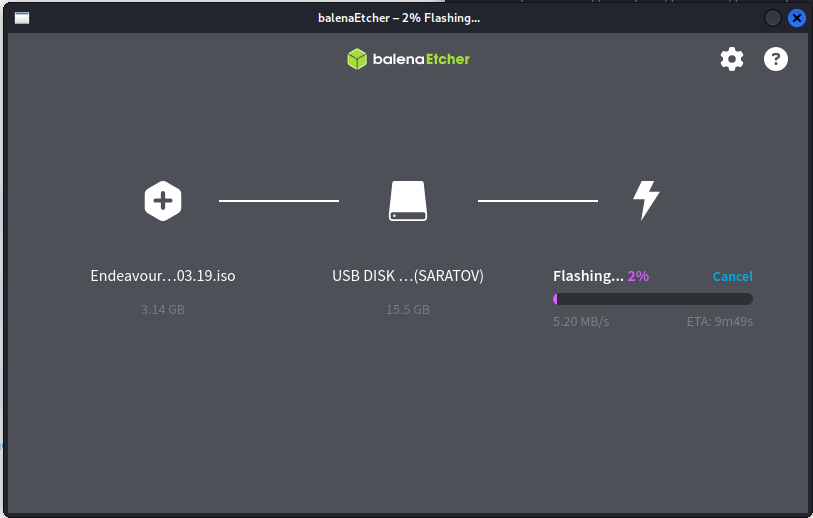 balenaEtcher – 2% Flashing...
balenaEtcher
Endeavour…03.19.iso
USB DISK …(SARATOV)
Flashing... 2%
Cancel
3.14 GB
15.5 GB
5.20 MB/s
ETA: 9m49s